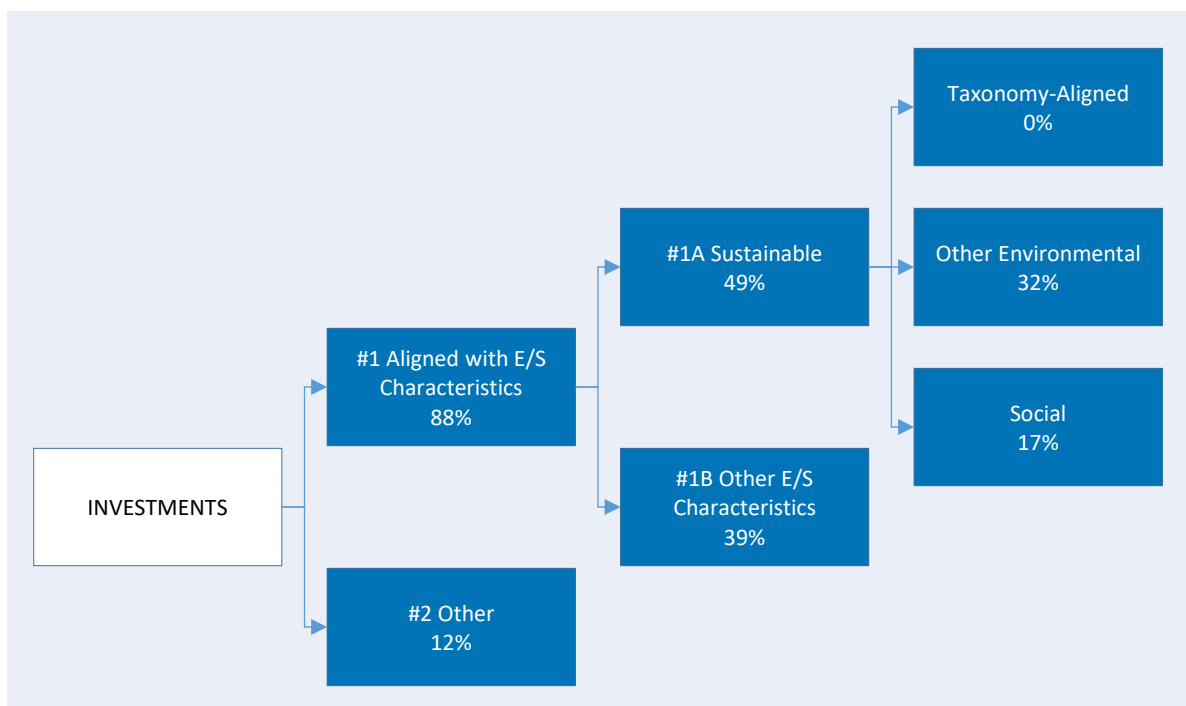 INVESTMENTS
#1 Aligned with E/S
Characteristics
88%
#2 Other
12%
#1A Sustainable
49%
#1B Other E/S
Characteristics
39%
Taxonomy-Aligned
0%
Other Environmental
32%
Social
17%